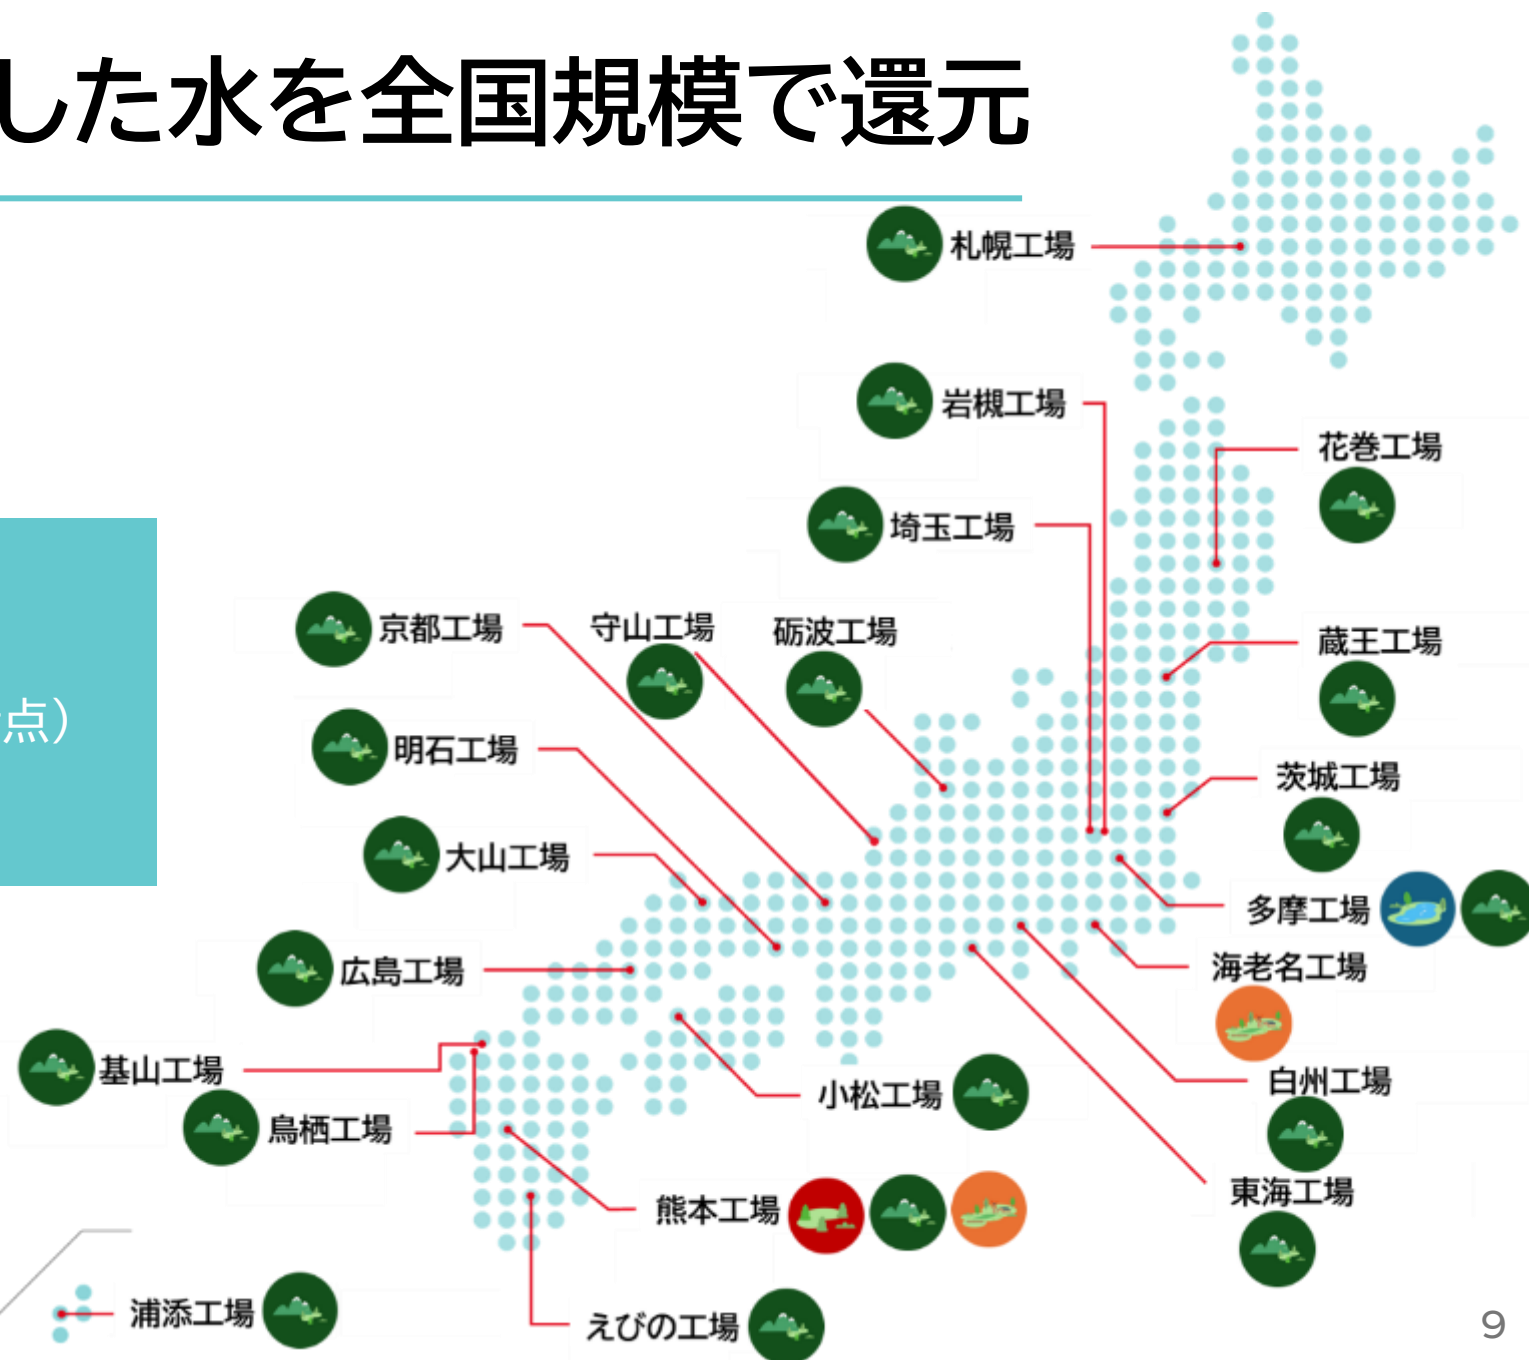 した水を全国規模で還元
札幌工場
岩槻工場
花巻工場
埼玉工場
京都工場
守山工場
砺波工場
蔵王工場
点）
明石工場
茨城工場
大山工場
多摩工場
広島工場
海老名工場
基山工場
小松工場
白州工場
鳥栖工場
東海工場
熊本工場
浦添工場
えびの工場
9